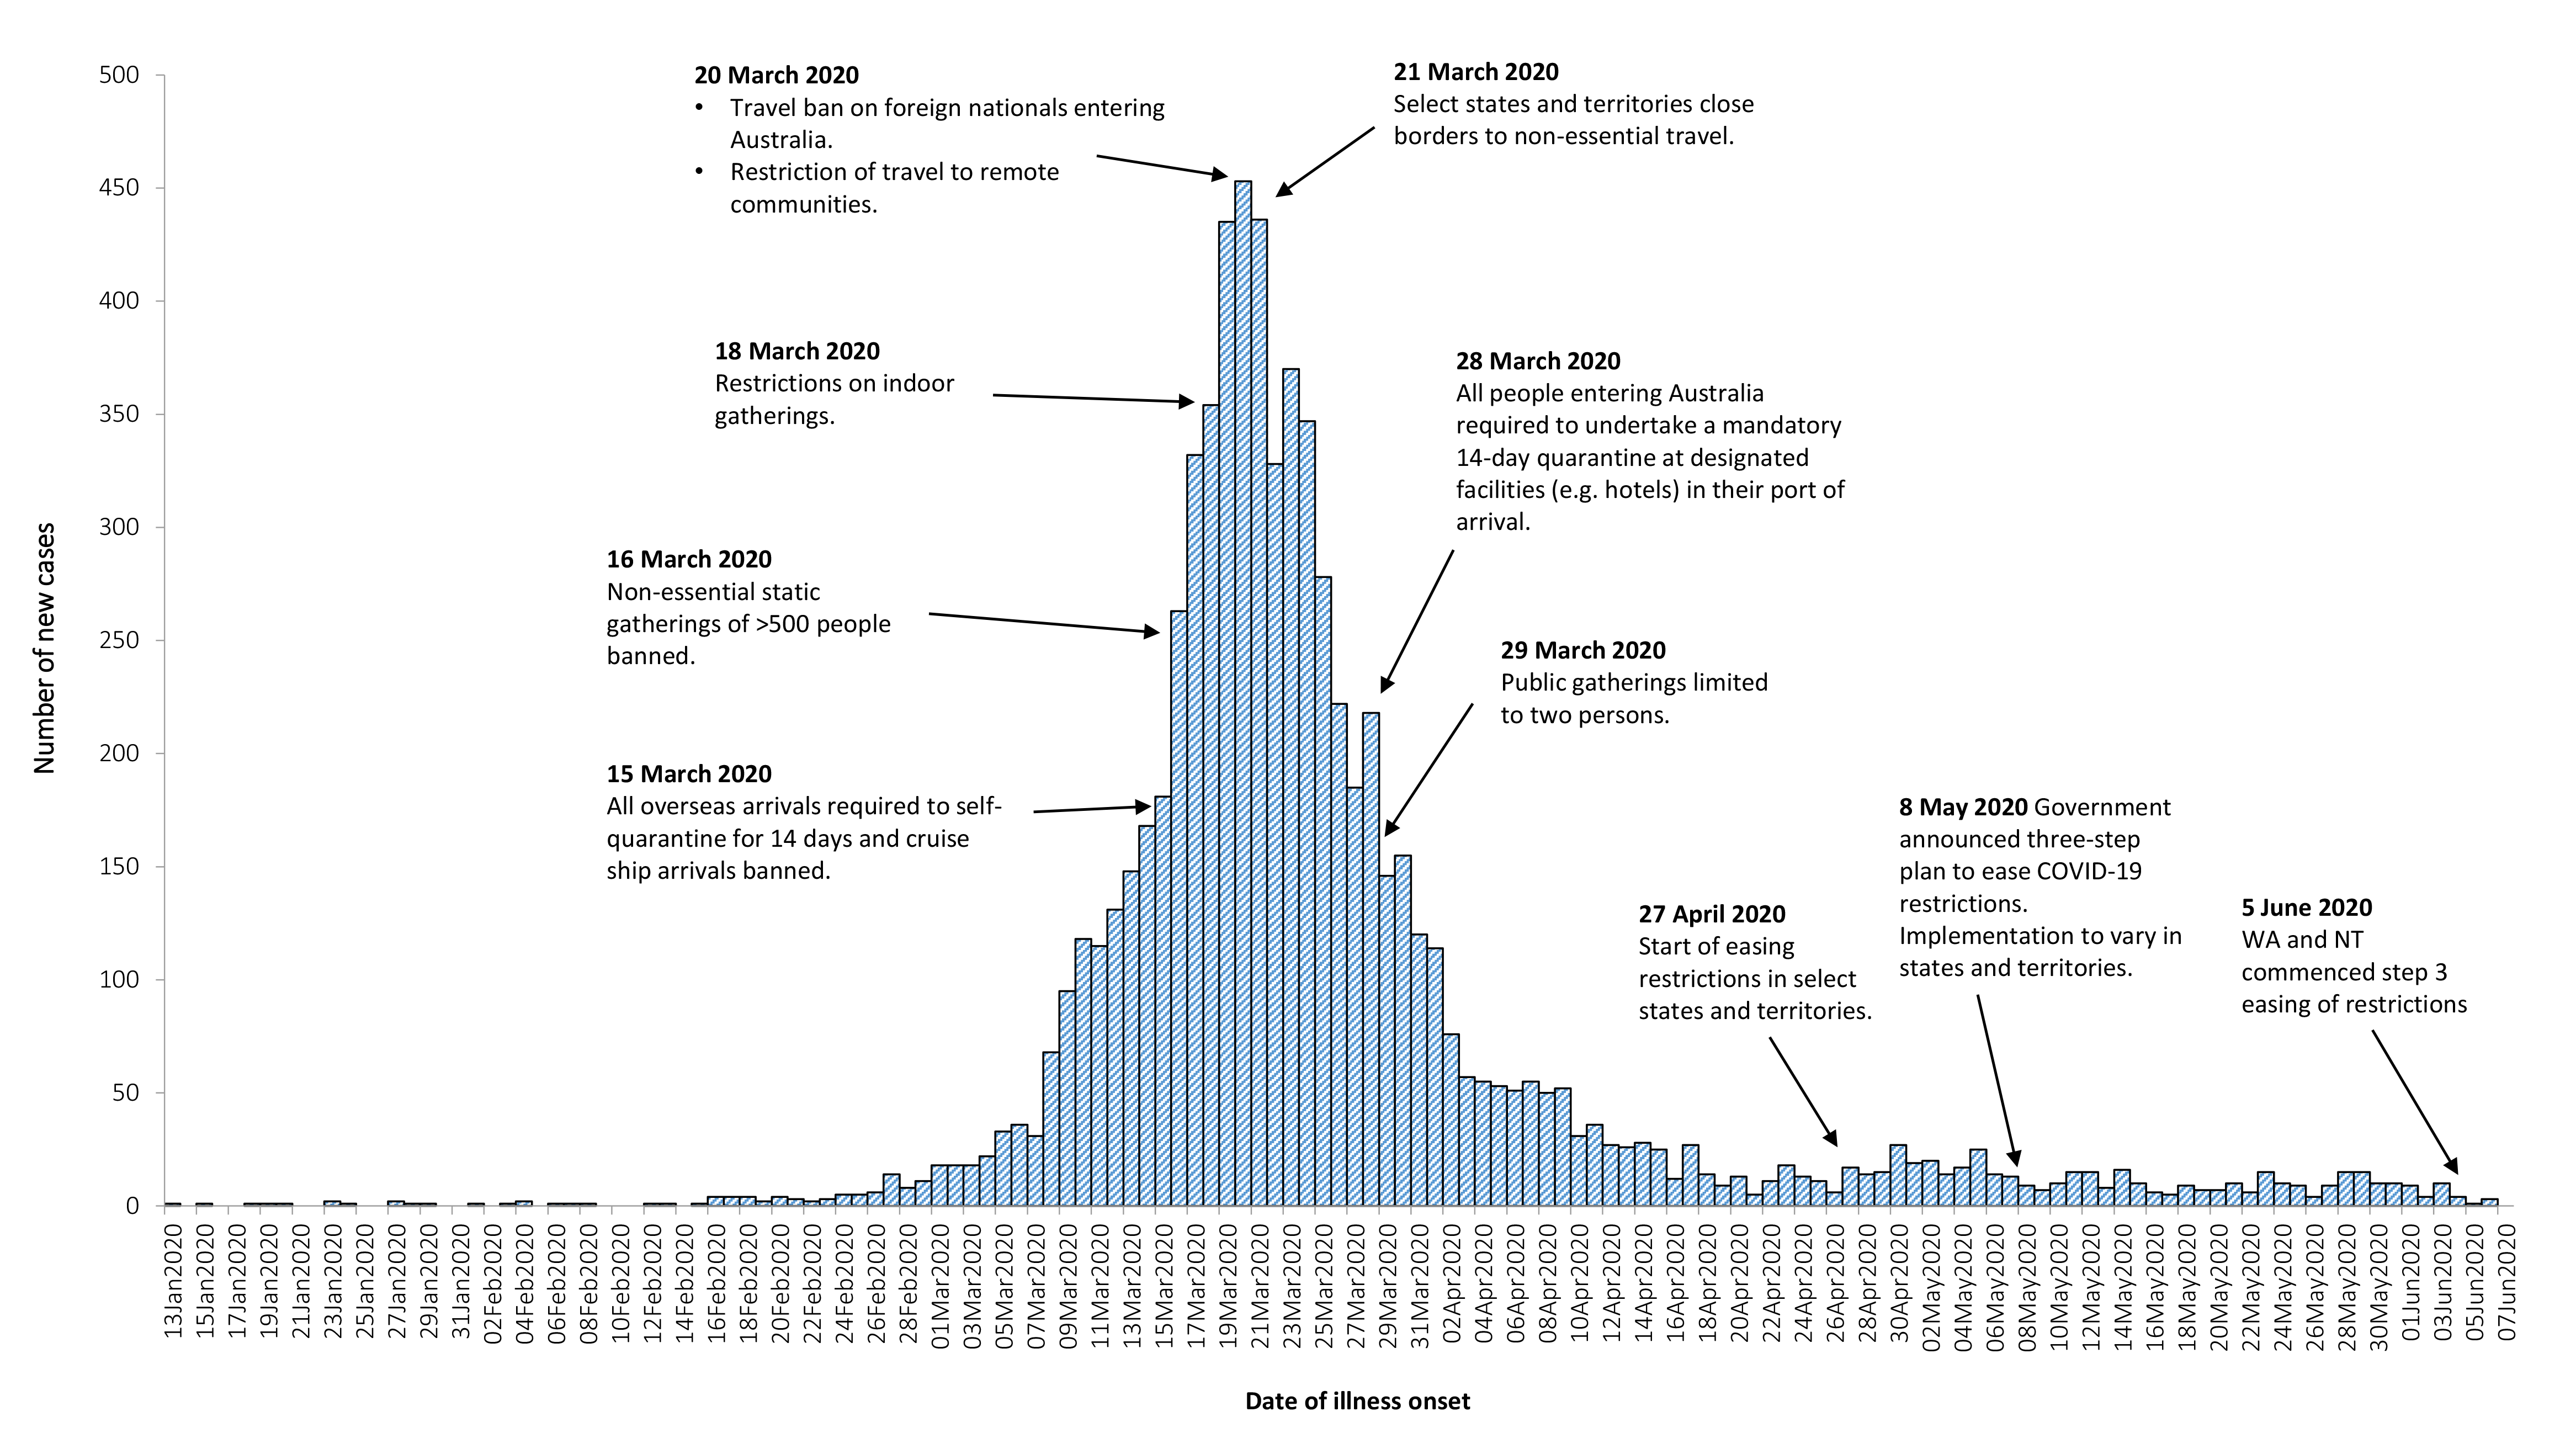 20 March 2020
• Travel ban on foreign nationals entering
Australia.
• Restriction of travel to remote
communities.
21 March 2020
Select states and territories close
borders to non-essential travel.
18 March 2020
Restrictions on indoor
gatherings.
28 March 2020
All people entering Australia
required to undertake a mandatory
14-day quarantine at designated
facilities (e.g. hotels) in their port of
arrival.
16 March 2020
Non-essential static
gatherings of >500 people
banned.
29 March 2020
Public gatherings limited
to two persons.
15 March 2020
All overseas arrivals required to self-
quarantine for 14 days and cruise
ship arrivals banned.
27 April 2020
Start of easing
restrictions in select
states and territories.
8 May 2020 Government
announced three-step
plan to ease COVID-19
restrictions.
Implementation to vary in
states and territories.
5 June 2020
WA and NT
commenced step 3
easing of restrictions
Number of new cases
500
450
400
350
300
250
200
150
100
50
0
13Jan2020
15Jan2020
17Jan2020
19Jan2020
21Jan2020
23Jan2020
25Jan2020
27Jan2020
29Jan2020
31Jan2020
02Feb2020
04Feb2020
06Feb2020
08Feb2020
10Feb2020
12Feb2020
14Feb2020
16Feb2020
18Feb2020
20Feb2020
22Feb2020
24Feb2020
26Feb2020
28Feb2020
01Mar2020
03Mar2020
05Mar2020
07Mar2020
09Mar2020
11Mar2020
13Mar2020
15Mar2020
17Mar2020
19Mar2020
21Mar2020
23Mar2020
25Mar2020
27Mar2020
29Mar2020
31Mar2020
02Apr2020
04Apr2020
06Apr2020
08Apr2020
10Apr2020
12Apr2020
14Apr2020
16Apr2020
18Apr2020
20Apr2020
22Apr2020
24Apr2020
26Apr2020
28Apr2020
30Apr2020
02May2020
04May2020
06May2020
08May2020
10May2020
12May2020
14May2020
16May2020
18May2020
20May2020
22May2020
24May2020
26May2020
28May2020
30May2020
01Jun2020
03Jun2020
05Jun2020
07Jun2020
Date of illness onset